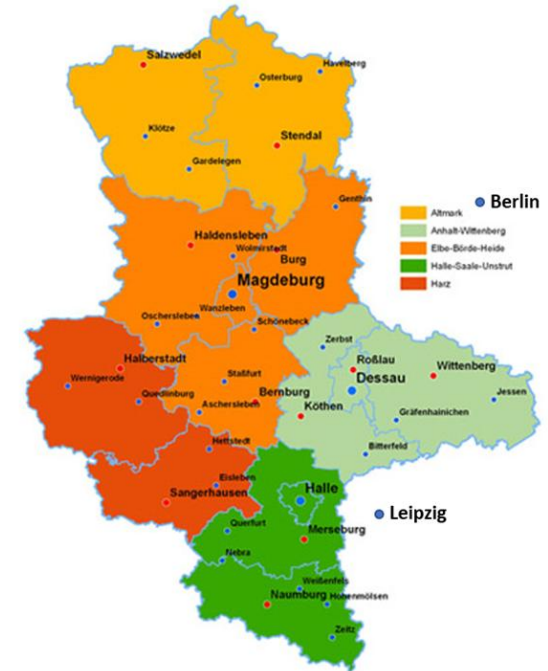 Salzwedel
Havelberg
Osterburg
Klötze
Stendal
Gardelegen
Genthin
Berlin
Altmark
Anhalt-Wittenberg
Elbe-Börde-Heide
Halle-Saale-Unstrut
Harz
Haldensleben
Wolmirstedt
Burg
Magdeburg
Wanzleben
Oschersleben
Schönebeck
Zerbst
Halberstadt
Roßlau
Wittenberg
Wernigerode
Staßfurt
Dessau
Quedlinburg
Bernburg
Jessen
Aschersleben
Köthen
Gräfenhainichen
Hettstedt
Bitterfeld
Eisleben
Halle
Sangerhausen
Leipzig
Querfurt
Merseburg
Nebra
Weißenfels
Naumburg
Hohenmölsen
Zeitz